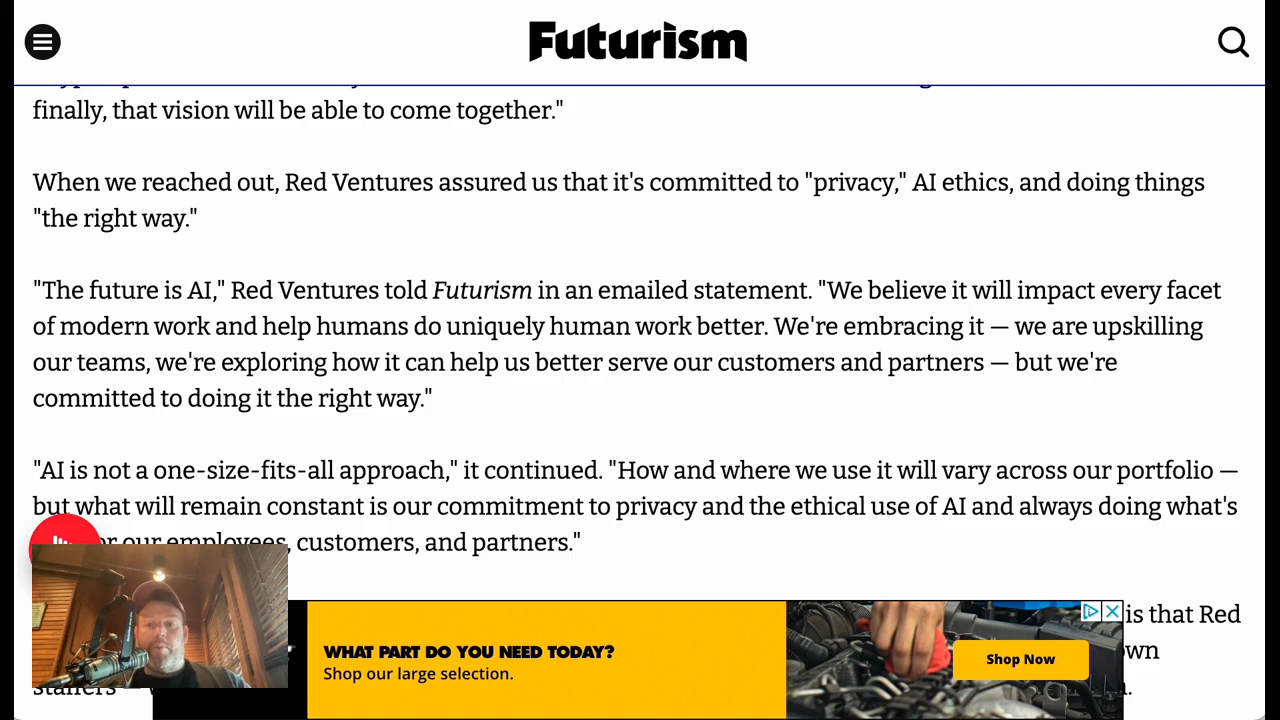 Futurism
finally, that vision will be able to come together."
When we reached out, Red Ventures assured us that it's committed to "privacy," AI ethics, and doing things
"the right way."
"The future is AI," Red Ventures told Futurism in an emailed statement. "We believe it will impact every facet
of modern work and help humans do uniquely human work better. We're embracing it — we are upskilling
our teams, we're exploring how it can help us better serve our customers and partners — but we're
committed to doing it the right way."
"AI is not a one-size-fits-all approach," it continued. "How and where we use it will vary across our portfolio —
but what will remain constant is our commitment to privacy and the ethical use of AI and always doing what's
our employees, customers, and partners."
is that Red
WHAT PART DO YOU NEED TODAY?
Shop our large selection.
Shop Now